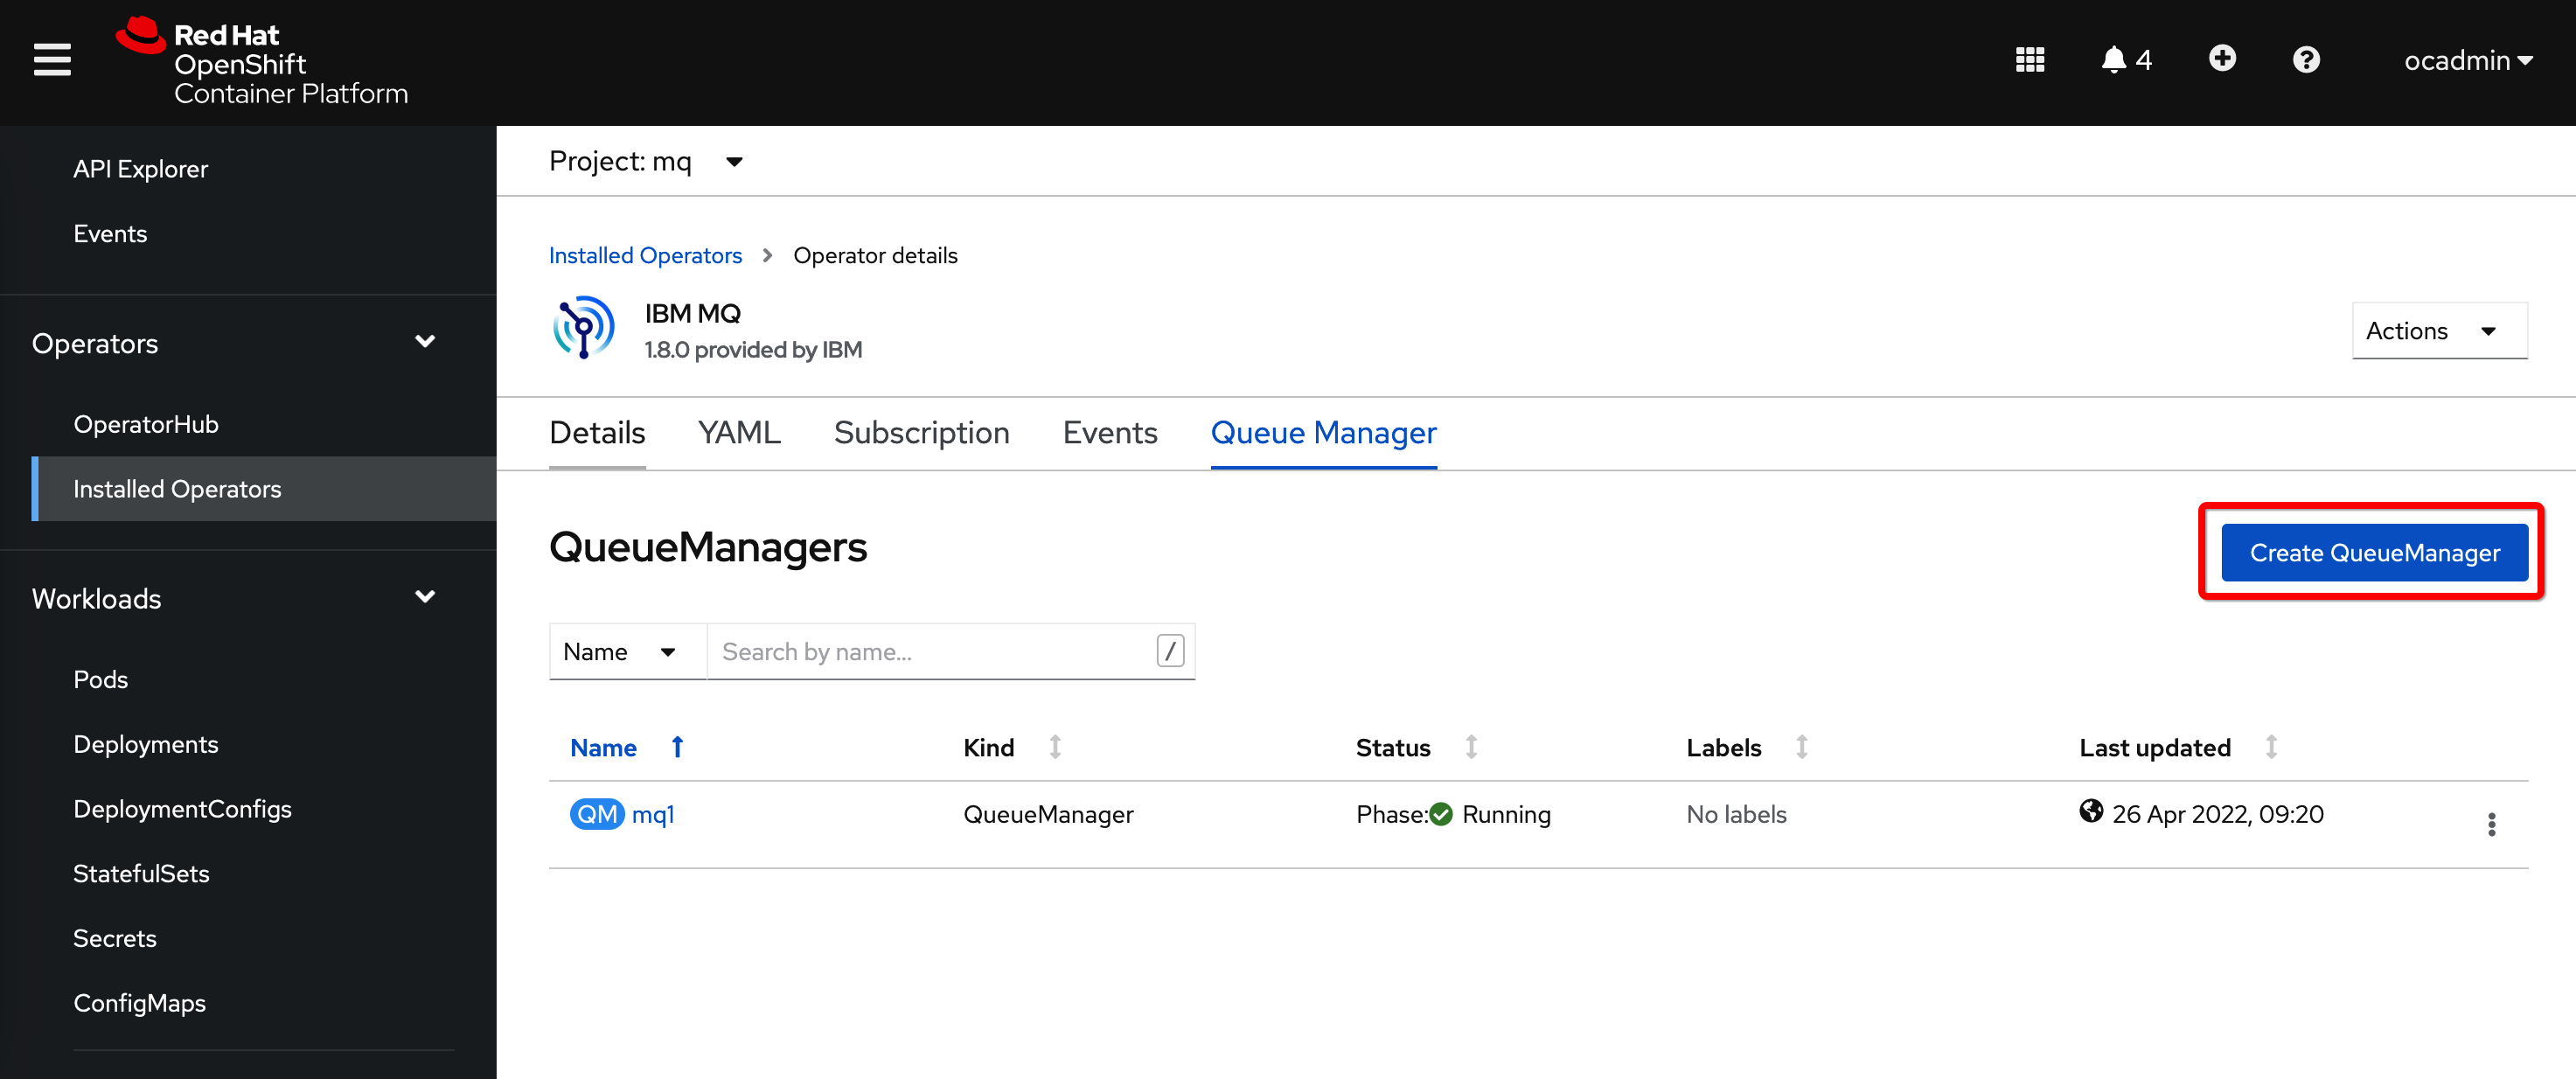 Red Hat
OpenShift
Container Platform
4
ocadmin
API Explorer
Events
Operators
OperatorHub
Installed Operators
Workloads
Pods
Deployments
DeploymentConfigs
StatefulSets
Secrets
ConfigMaps
Project: mq
Installed Operators > Operator details
IBM MQ
1.8.0 provided by IBM
Actions
Details YAML Subscription Events Queue Manager
QueueManagers
Create QueueManager
Name Search by name... /
Name Kind Status Labels Last updated
QM mq1 QueueManager Phase: Running No labels 26 Apr 2022, 09:20